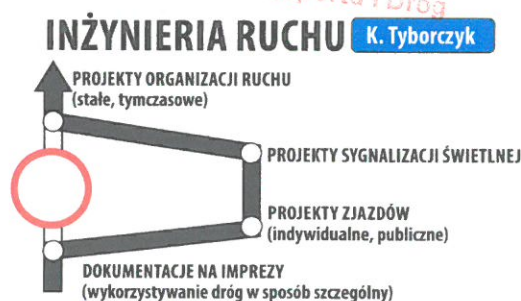 i Dróg
INŻYNIERIA RUCHU K. Tyborczyk
PROJEKTY ORGANIZACJI RUCHU
(stałe, tymczasowe)
PROJEKTY SYGNALIZACJI ŚWIETLNEJ
PROJEKTY ZJAZDÓW
(indywidualne, publiczne)
DOKUMENTACJE NA IMPREZY
(wykorzystywanie dróg w sposób szczególny)